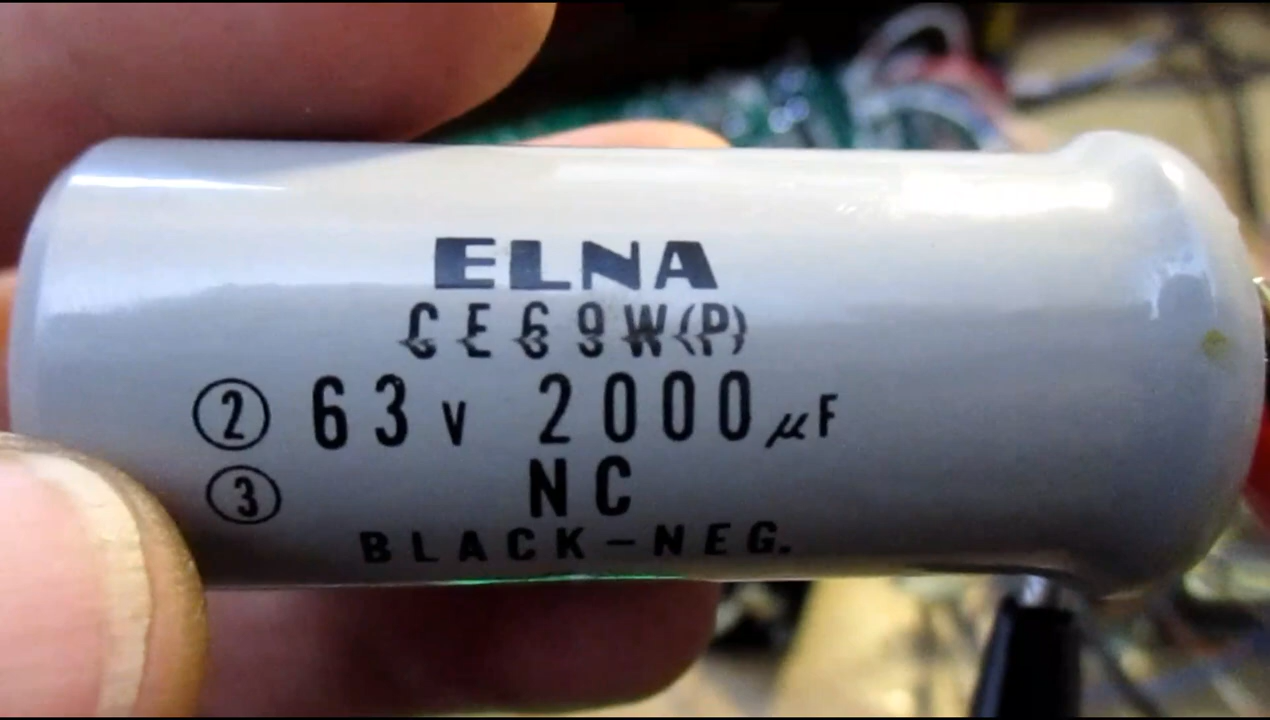 ELNA
CE69W(P)
② 63V 2000μF
③ NC
BLACK-NEG.